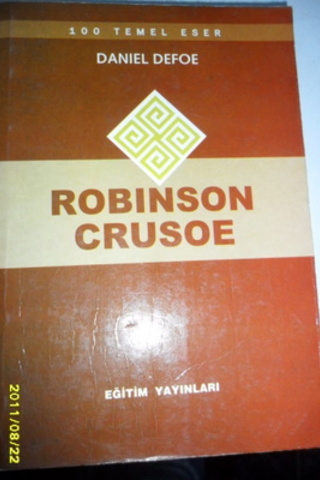 100 TEMEL ESER
DANIEL DEFOE
ROBINSON
CRUSOE
EĞİTİM YAYINLARI
2011/08/22